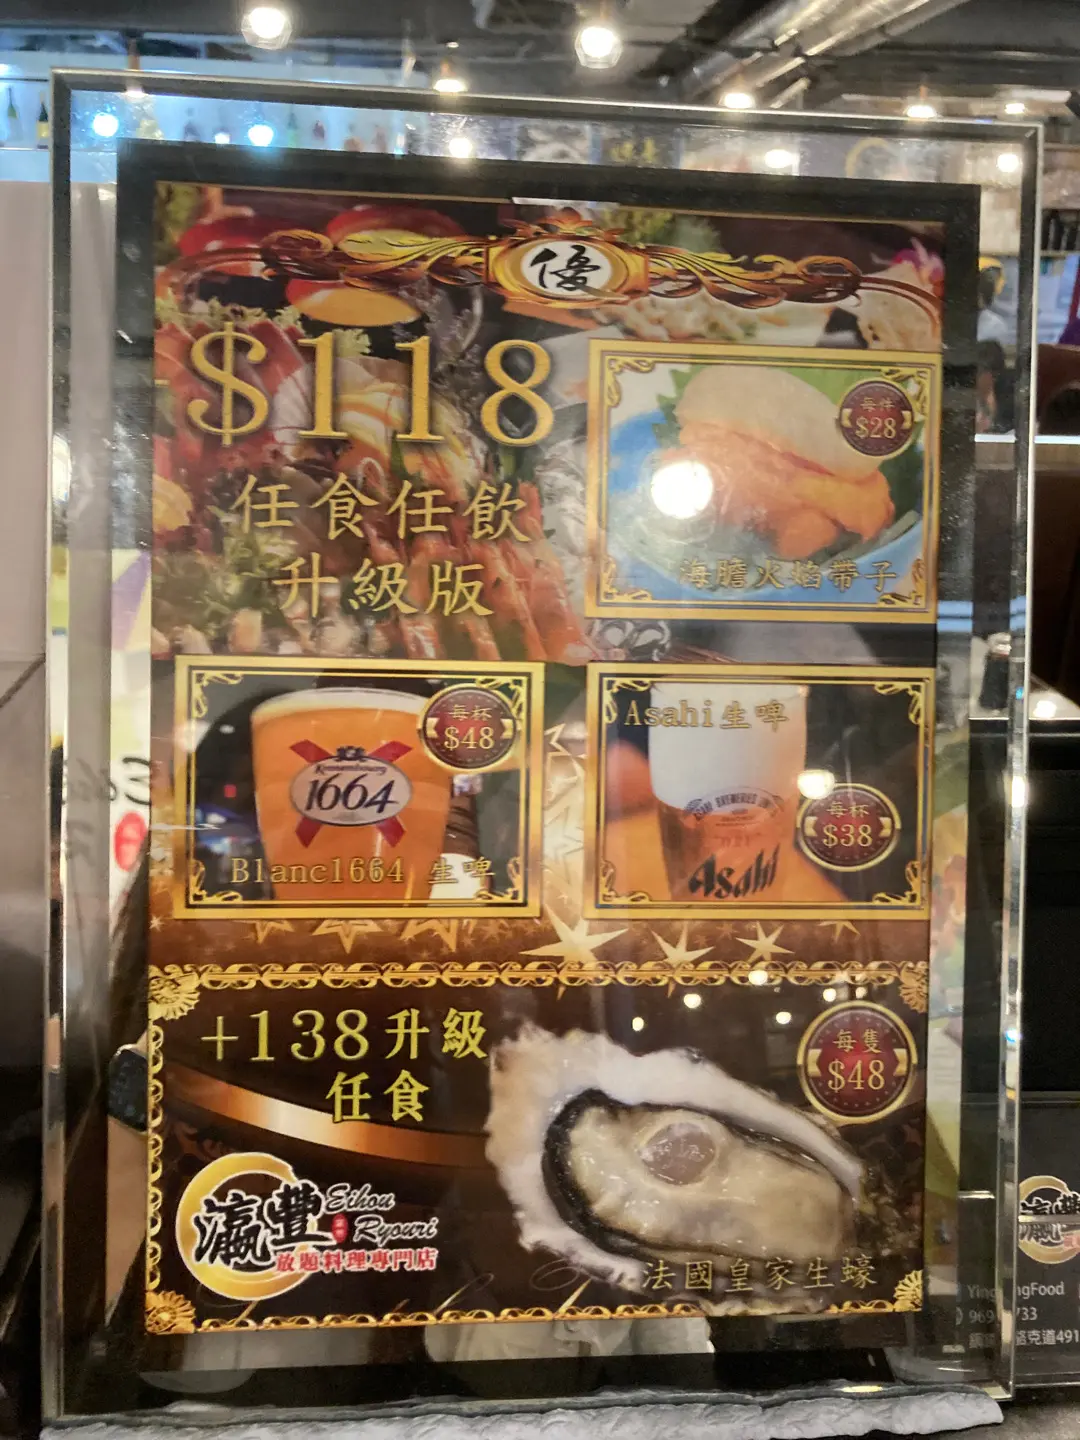 優
$118
任食任飲
升級版
每件
$28
海膽火焰帶子
每杯
$48
Kronenbourg
1664
Blanc1664 生啤
Asahi生啤
每杯
$38
Asahi
+138升級
任食
每隻
$48
瀛豐
Eihou
Ryouri
放題料理專門店
法國皇家生蠔